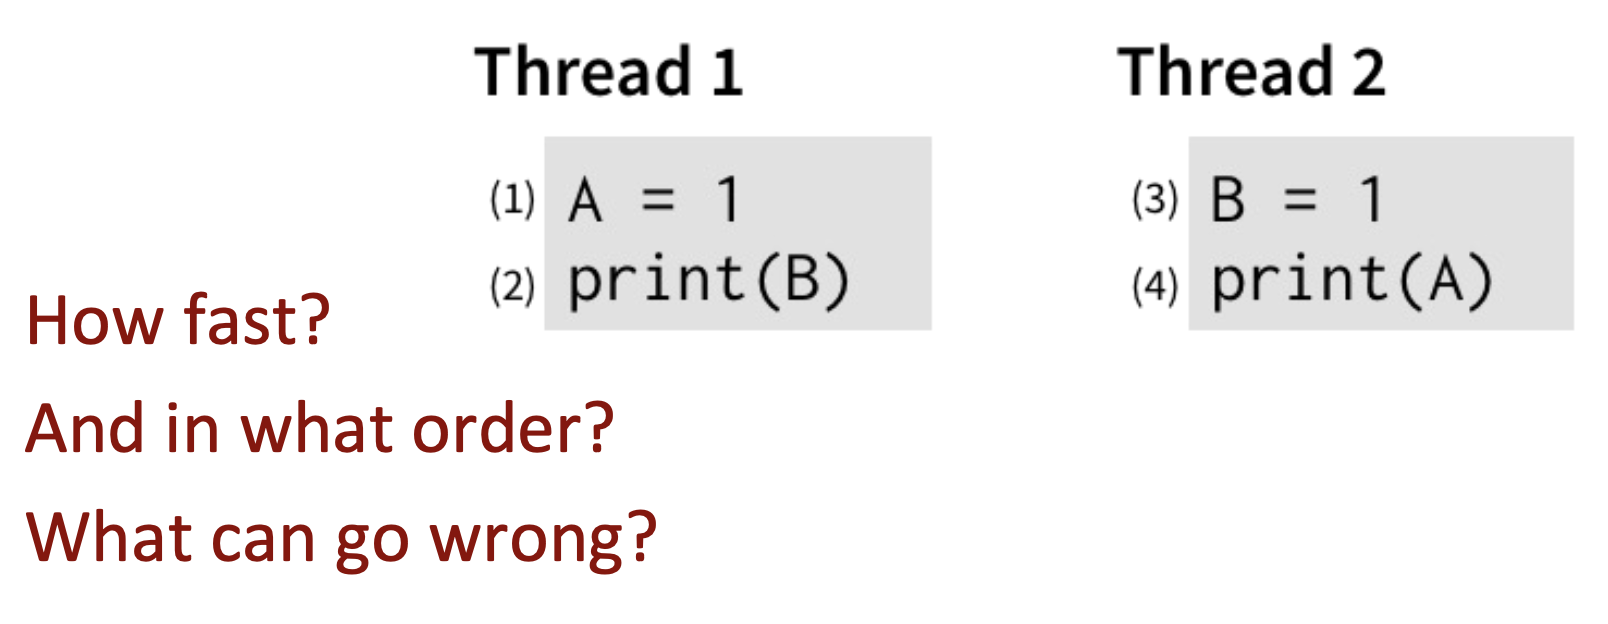 Thread 1
(1) A = 1
(2) print(B)
Thread 2
(3) B = 1
(4) print(A)
How fast?
And in what order?
What can go wrong?